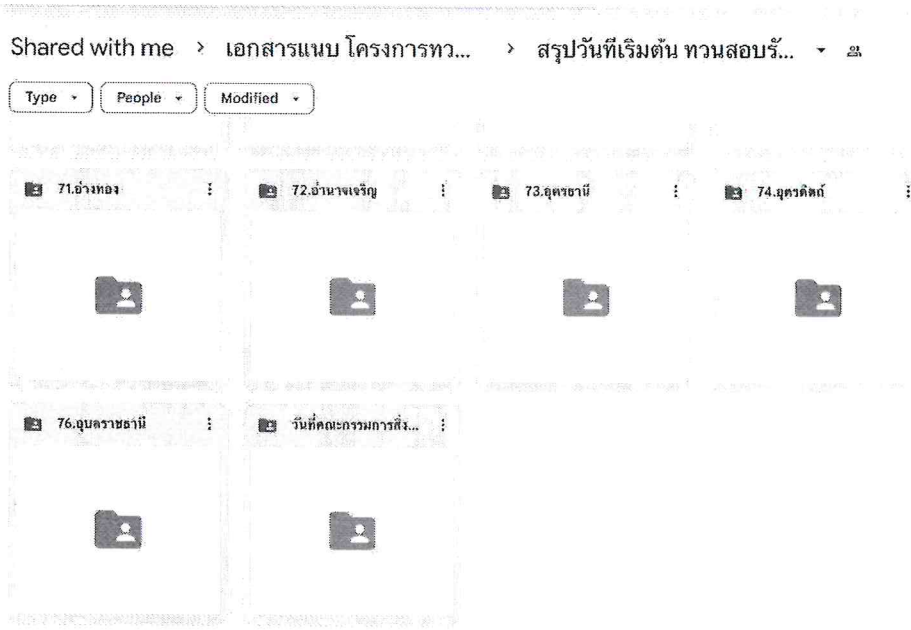 Shared with me > เอกสารแนบ โครงการทว... > สรุปวันที่เริ่มต้น ทวนสอบรั...
Type People Modified
71.อ่างทอง 72.อำนาจเจริญ 73.อุดรธานี 74.อุตรดิตถ์
76.อุบลราชธานี วันที่คณะกรรมการสิ่ง...